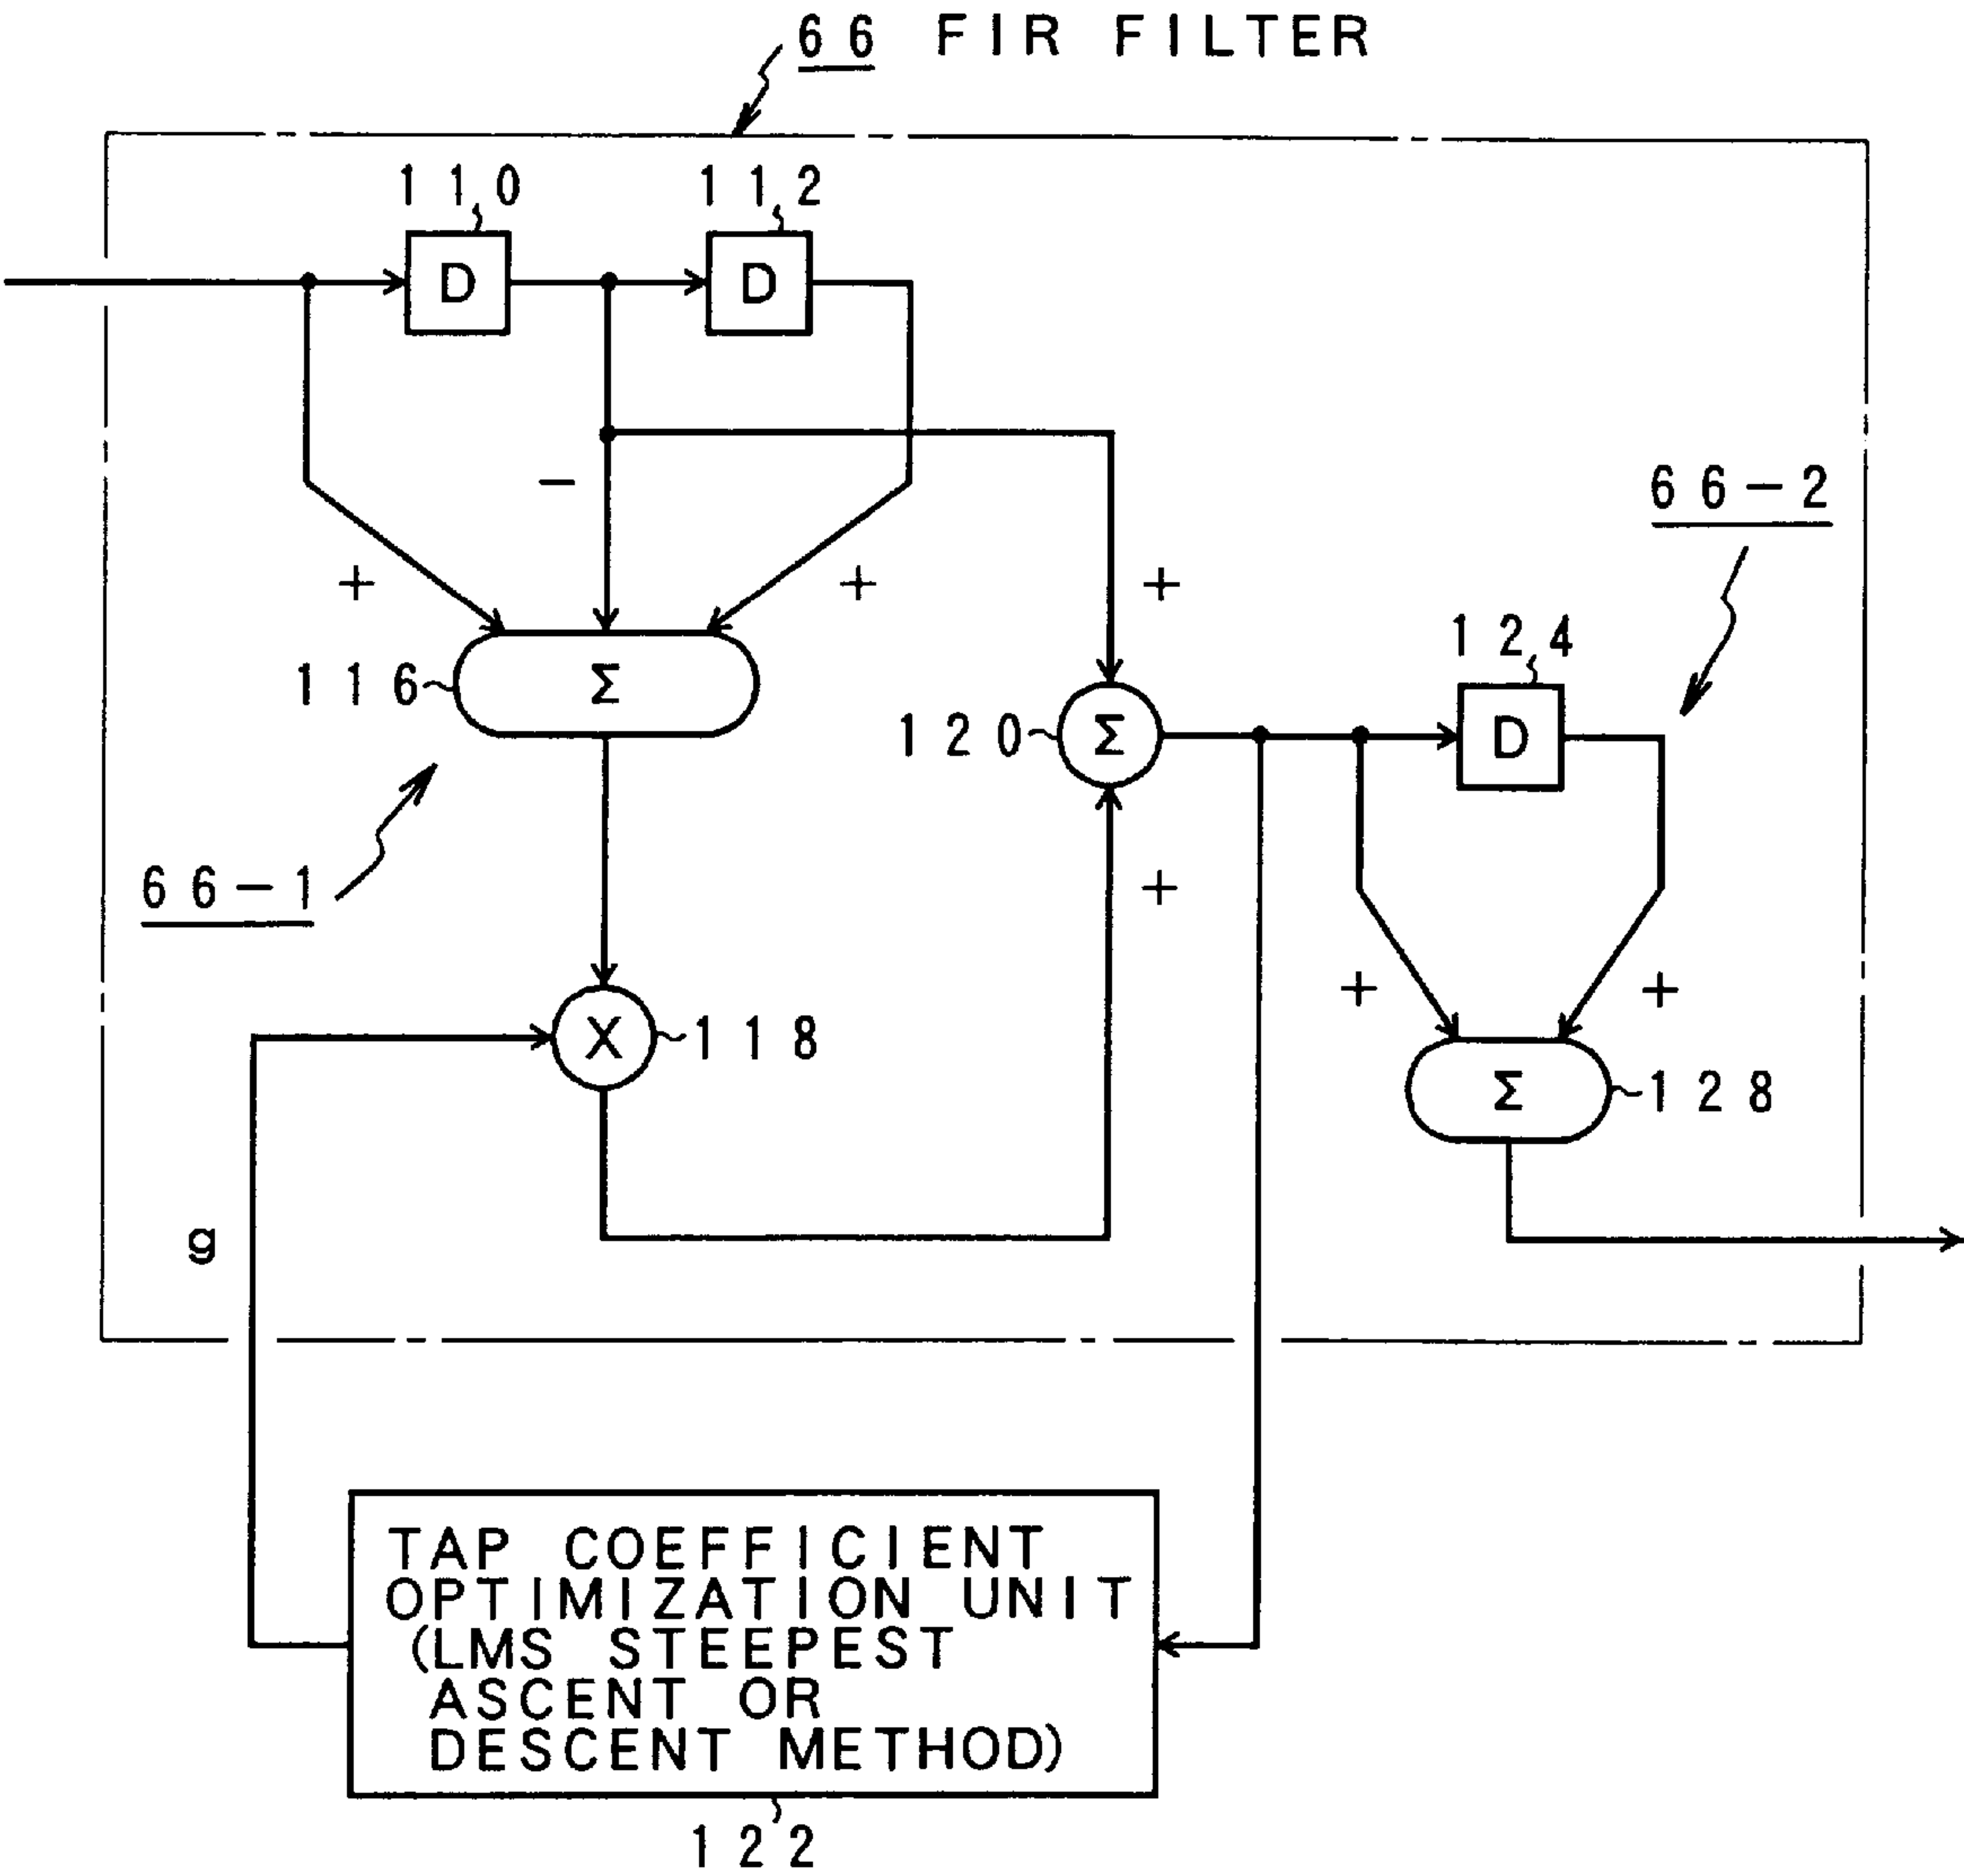 66 FIR FILTER
110
112
D
D
−
66-2
+
+
+
124
116
Σ
120
Σ
D
66-1
+
+
+
X
118
Σ
128
g
TAP COEFFICIENT
OPTIMIZATION UNIT
(LMS STEEPEST
ASCENT OR
DESCENT METHOD)
122